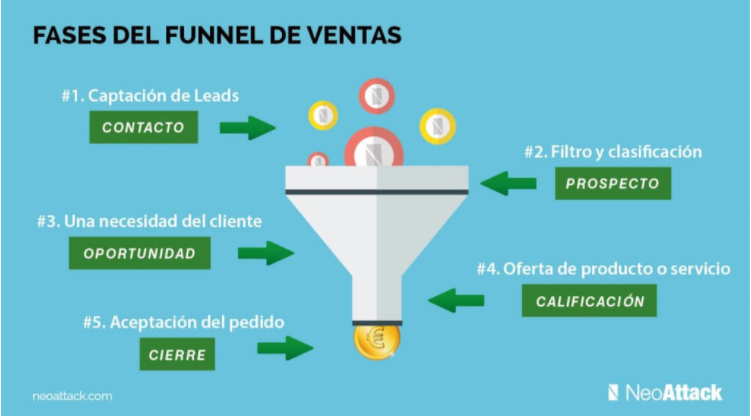 FASES DEL FUNNEL DE VENTAS
#1. Captación de Leads
CONTACTO
#2. Filtro y clasificación
PROSPECTO
#3. Una necesidad del cliente
OPORTUNIDAD
#4. Oferta de producto o servicio
CALIFICACIÓN
#5. Aceptación del pedido
CIERRE
neoattack.com
NeoAttack